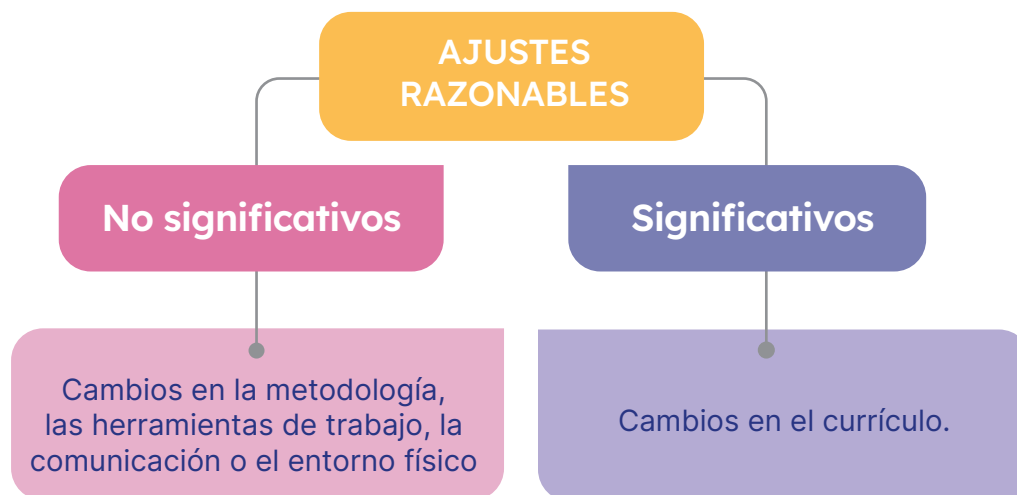 AJUSTES
RAZONABLES
No significativos
Significativos
Cambios en la metodología,
las herramientas de trabajo, la
comunicación o el entorno físico
Cambios en el currículo.